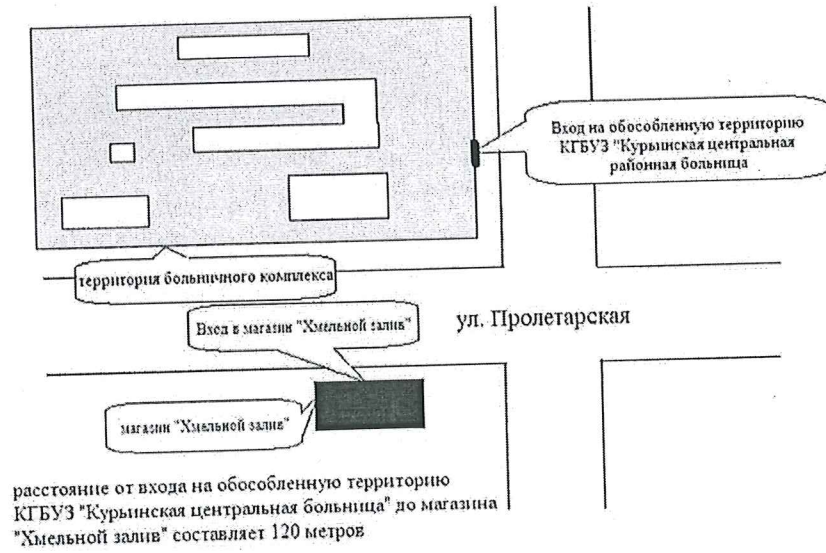 Вход на обособленную территорию
КГБУЗ "Курьинская центральная
районная больница
территория больничного комплекса
Вход в магазин "Хмельной залив"
ул. Пролетарская
магазин "Хмельной залив"
расстояние от входа на обособленную территорию
КГБУЗ "Курьинская центральная больница" до магазина
"Хмельной залив" составляет 120 метров